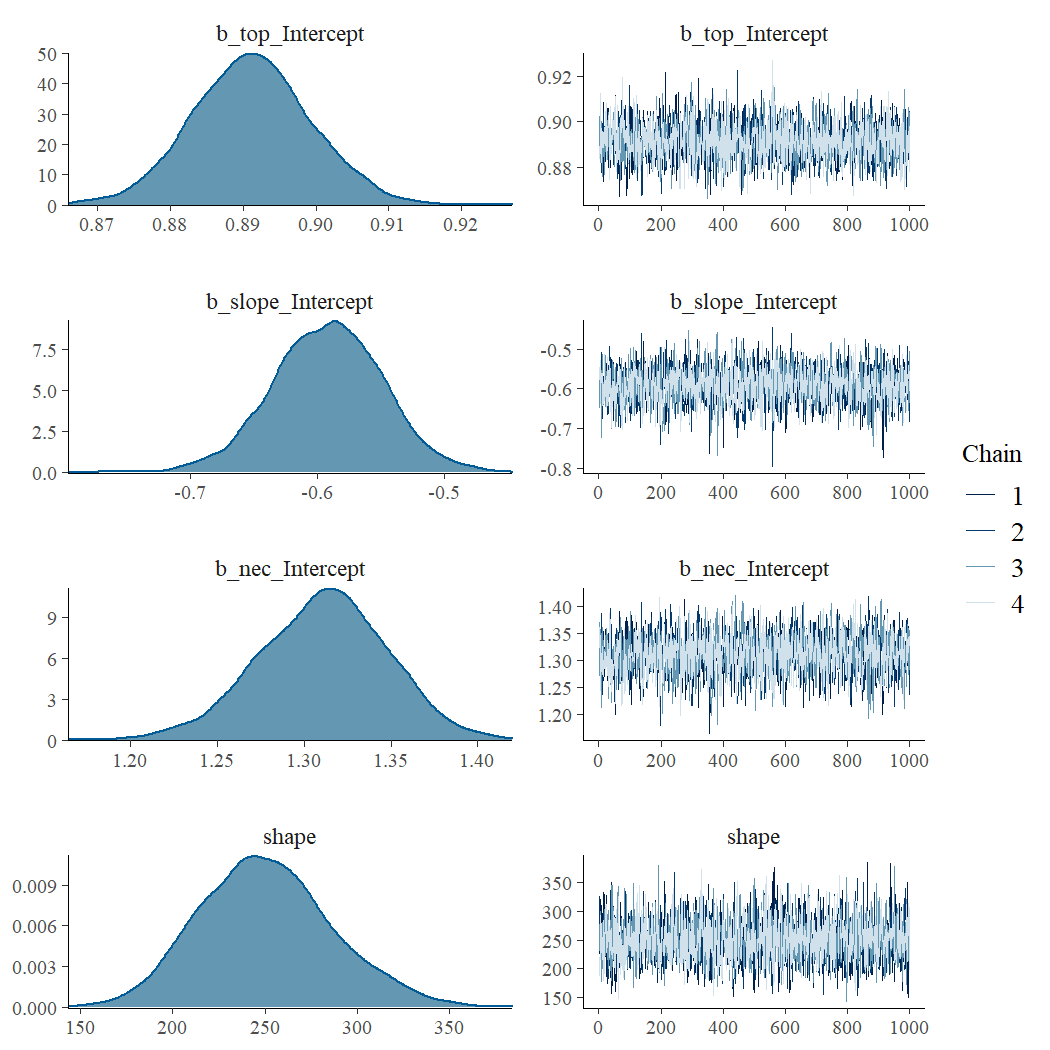 b_top_Intercept
50
40
30
20
10
0
0.87 0.88 0.89 0.90 0.91 0.92
b_top_Intercept
0.92
0.90
0.88
0 200 400 600 800 1000
b_slope_Intercept
7.5
5.0
2.5
0.0
-0.7 -0.6 -0.5
b_slope_Intercept
-0.5
-0.6
-0.7
-0.8
0 200 400 600 800 1000
b_nec_Intercept
9
6
3
0
1.20 1.25 1.30 1.35 1.40
b_nec_Intercept
1.40
1.35
1.30
1.25
1.20
0 200 400 600 800 1000
shape
0.009
0.006
0.003
0.000
150 200 250 300 350
shape
350
300
250
200
150
0 200 400 600 800 1000
Chain
1
2
3
4